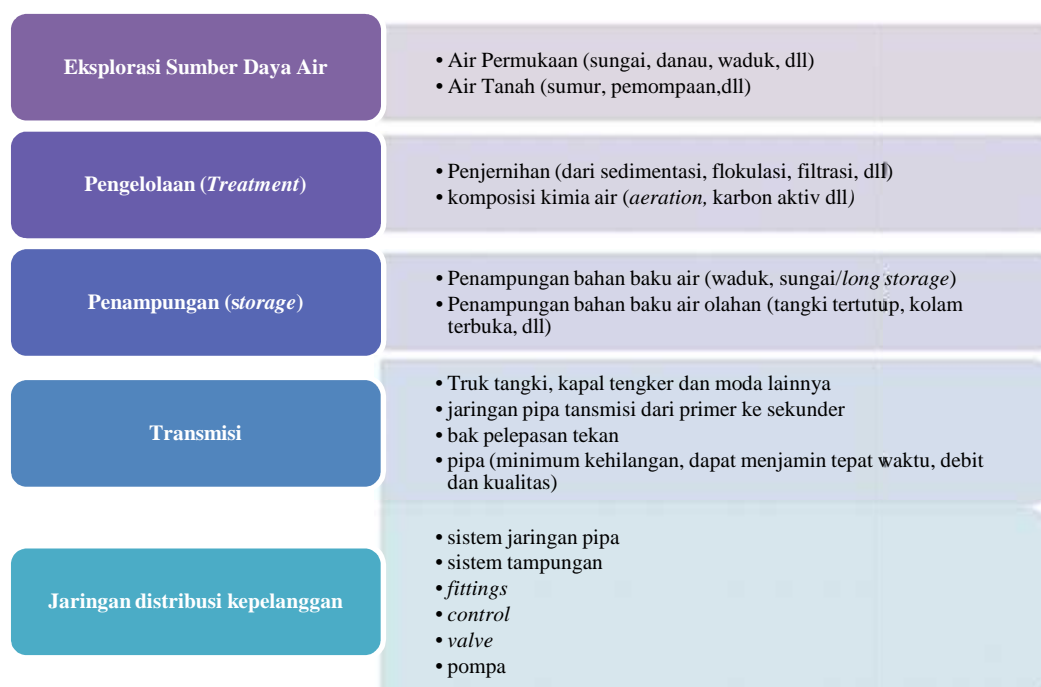 Eksplorasi Sumber Daya Air
• Air Permukaan (sungai, danau, waduk, dll)
• Air Tanah (sumur, pemompaan,dll)
Pengelolaan (Treatment)
• Penjernihan (dari sedimentasi, flokulasi, filtrasi, dll)
• komposisi kimia air (aeration, karbon aktiv dll)
Penampungan (storage)
• Penampungan bahan baku air (waduk, sungai/long storage)
• Penampungan bahan baku air olahan (tangki tertutup, kolam
terbuka, dll)
Transmisi
• Truk tangki, kapal tengker dan moda lainnya
• jaringan pipa tansmisi dari primer ke sekunder
• bak pelepasan tekan
• pipa (minimum kehilangan, dapat menjamin tepat waktu, debit
dan kualitas)
Jaringan distribusi kepelanggan
• sistem jaringan pipa
• sistem tampungan
• fittings
• control
• valve
• pompa